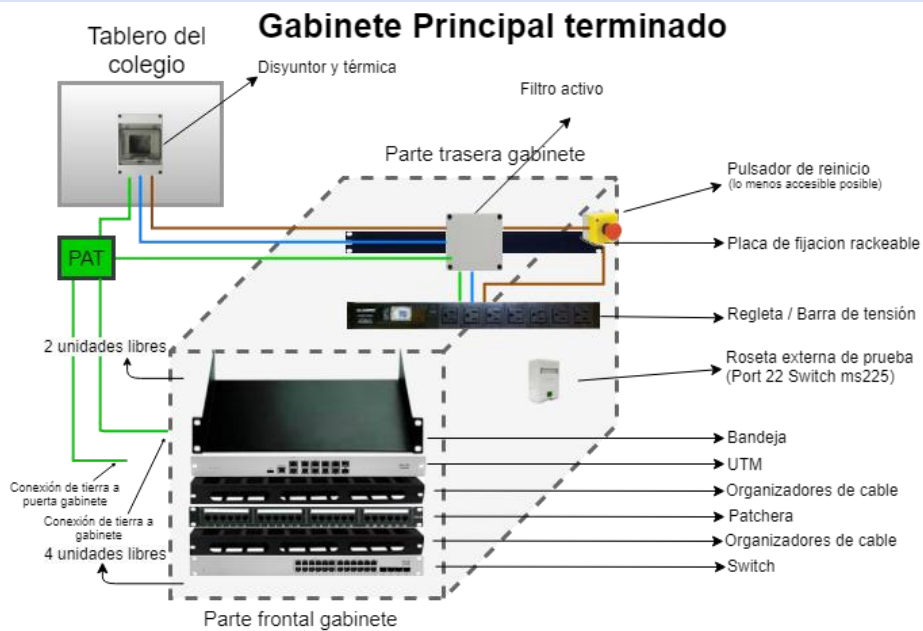 Gabinete Principal terminado
Tablero del
colegio
Disyuntor y térmica
Filtro activo
Parte trasera gabinete
Pulsador de reinicio
(lo menos accesible posible)
Placa de fijacion rackeable
PAT
Regleta / Barra de tensión
2 unidades libres
Roseta externa de prueba
(Port 22 Switch ms225)
Bandeja
UTM
Organizadores de cable
Patchera
Organizadores de cable
Switch
Conexión de tierra a
puerta gabinete
Conexión de tierra a
gabinete
4 unidades libres
Parte frontal gabinete